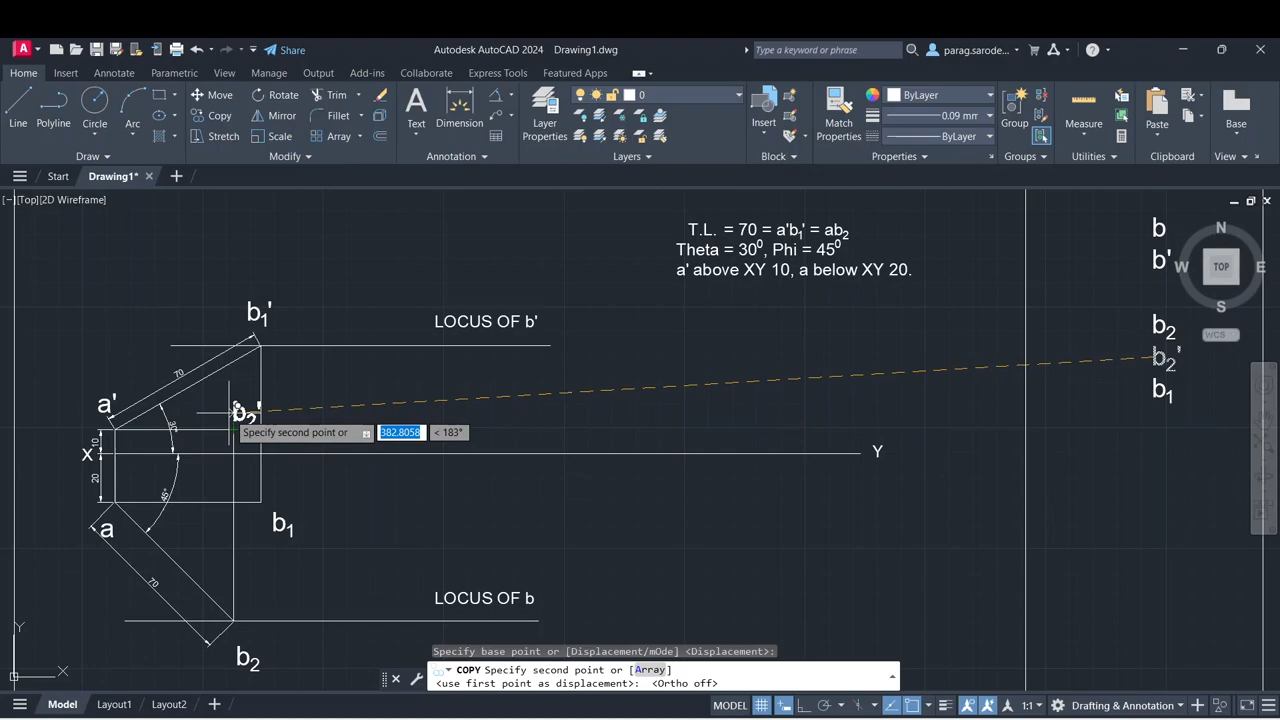 Share
Autodesk AutoCAD 2024 Drawing1.dwg
Type a keyword or phrase
parag.sarode...
Home Insert Annotate Parametric View Manage Output Add-ins Collaborate Express Tools Featured Apps
Line Polyline Circle Arc
Move Rotate Trim
Copy Mirror Fillet
Stretch Scale Array
Text Dimension
Layer Properties
0
Insert
Match Properties
ByLayer
0.09 mm
ByLayer
Group Measure Paste Base
Draw Modify Annotation Layers Block Properties Groups Utilities Clipboard View
Start Drawing1*
[−][Top][2D Wireframe]
T.L. = 70 = a'b₁' = ab₂
Theta = 30⁰, Phi = 45⁰
a' above XY 10, a below XY 20.
b
b'
b₂
b₂'
b₁
N
W TOP E
S
WCS
b₁'
LOCUS OF b'
70
a'
b₂'
30°
10
Specify second point or 382.8058 < 183°
X
Y
20
45°
a
b₁
70
LOCUS OF b
b₂
Y
X
Specify base point or [Displacement/mOde] <Displacement>:
COPY Specify second point or [Array]
<use first point as displacement>: <Ortho off>
Model Layout1 Layout2
MODEL
1:1
Drafting & Annotation